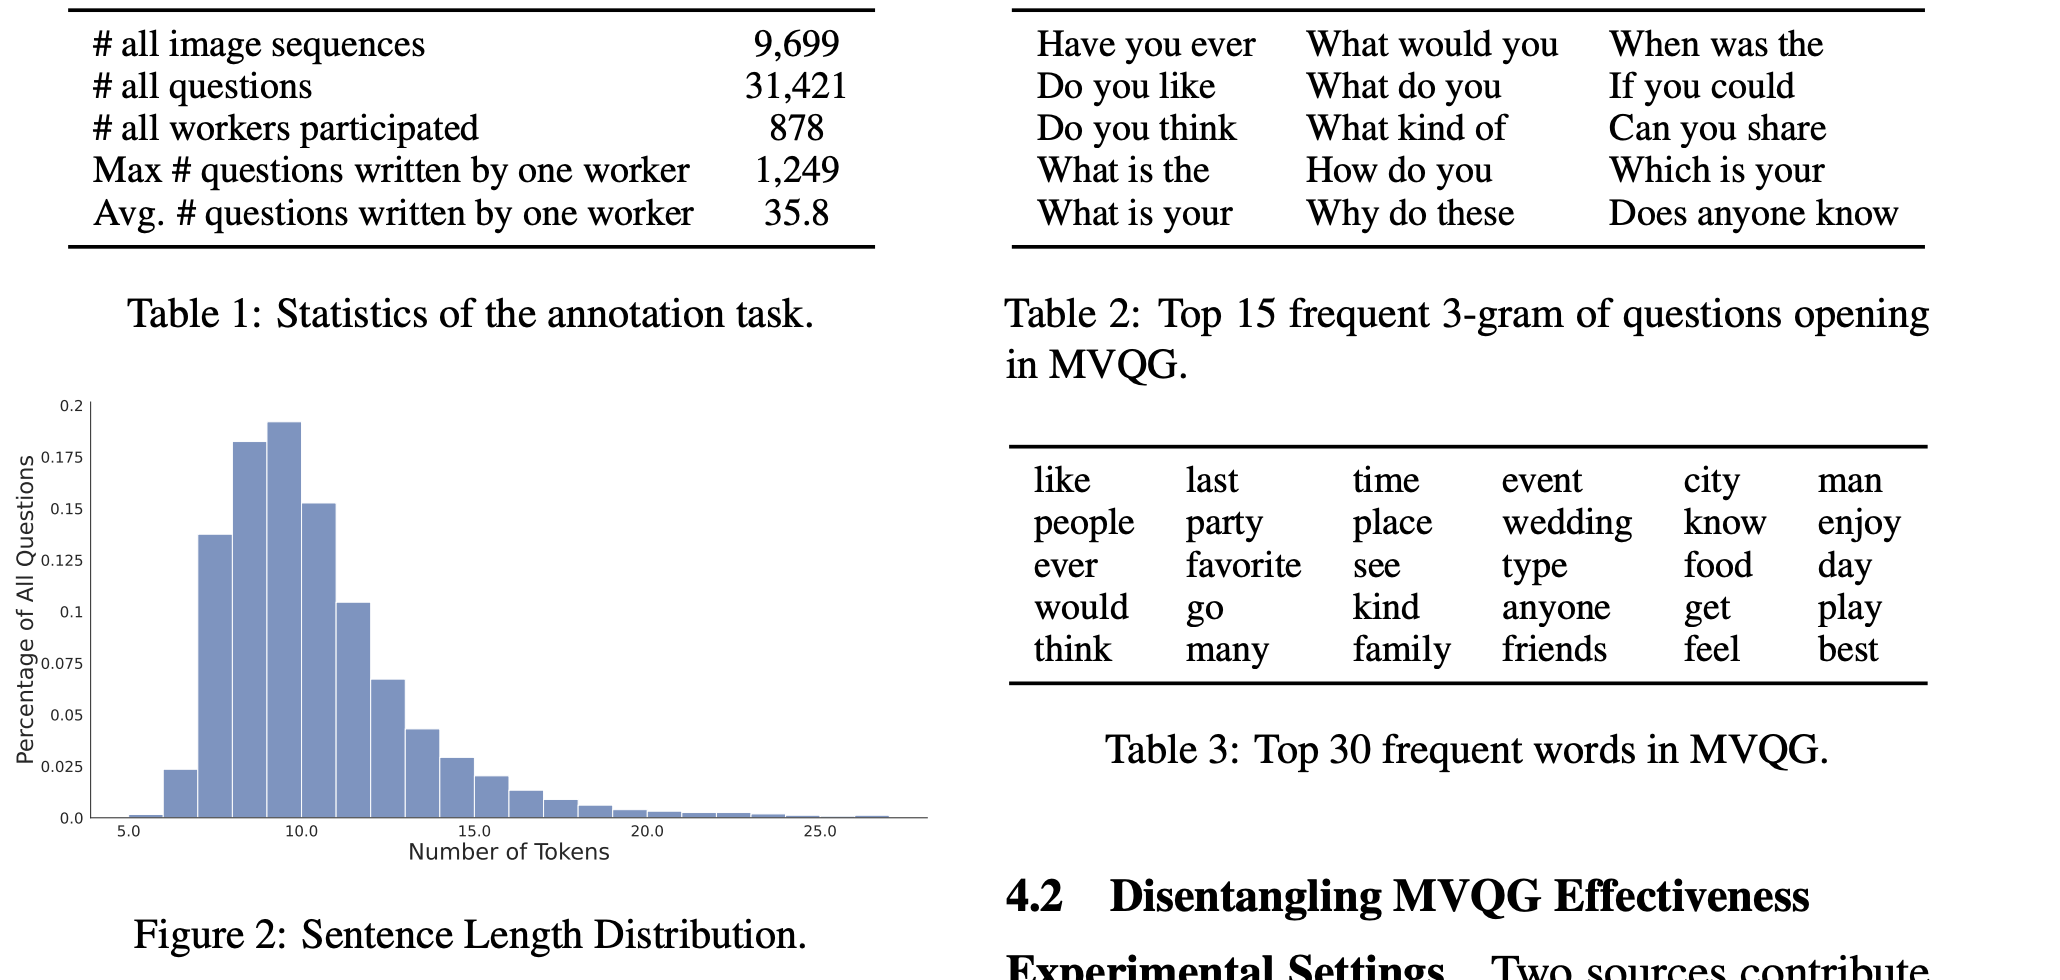 # all image sequences 9,699
# all questions 31,421
# all workers participated 878
Max # questions written by one worker 1,249
Avg. # questions written by one worker 35.8
Table 1: Statistics of the annotation task.
0.2
0.175
0.15
0.125
0.1
0.075
0.05
0.025
0.0
Percentage of All Questions
5.0 10.0 15.0 20.0 25.0
Number of Tokens
Figure 2: Sentence Length Distribution.
Have you ever What would you When was the
Do you like What do you If you could
Do you think What kind of Can you share
What is the How do you Which is your
What is your Why do these Does anyone know
Table 2: Top 15 frequent 3-gram of questions opening
in MVQG.
like last time event city man
people party place wedding know enjoy
ever favorite see type food day
would go kind anyone get play
think many family friends feel best
Table 3: Top 30 frequent words in MVQG.
4.2 Disentangling MVQG Effectiveness
Experimental Settings Two sources contribute